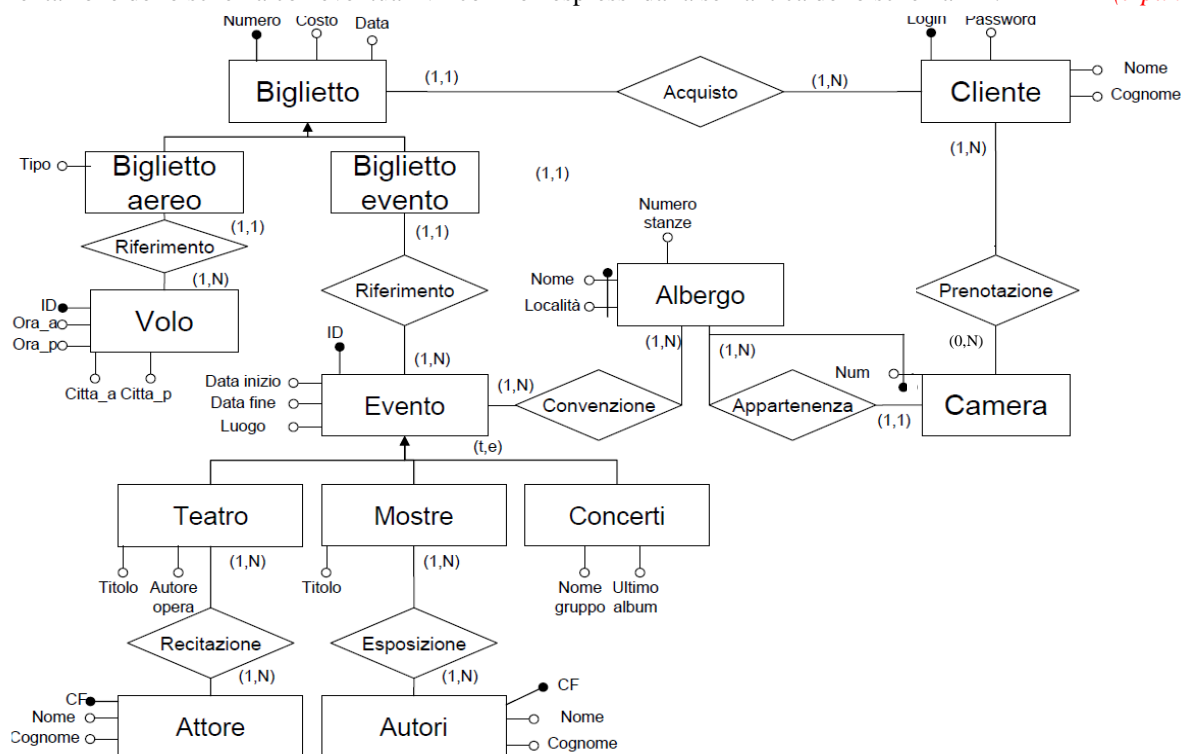 Numero Costo Data
Login Password
Biglietto
(1,1)
Acquisto
(1,N)
Cliente
Nome
Cognome
(1,N)
Tipo
Biglietto
aereo
Biglietto
evento
(1,1)
(1,1)
(1,1)
Numero
stanze
Riferimento
(1,N)
Riferimento
Nome
Località
Albergo
Prenotazione
ID
Ora_a
Ora_p
Volo
Citta_a Citta_p
ID
(1,N)
(1,N)
(1,N)
(0,N)
Data inizio
Data fine
Luogo
Evento
(1,N)
Convenzione
Appartenenza
Num
(1,1)
Camera
(t,e)
Teatro
Mostre
Concerti
(1,N)
(1,N)
Titolo
Autore
opera
Titolo
Nome
gruppo
Ultimo
album
Recitazione
Esposizione
(1,N)
(1,N)
CF
Nome
Cognome
Attore
Autori
CF
Nome
Cognome